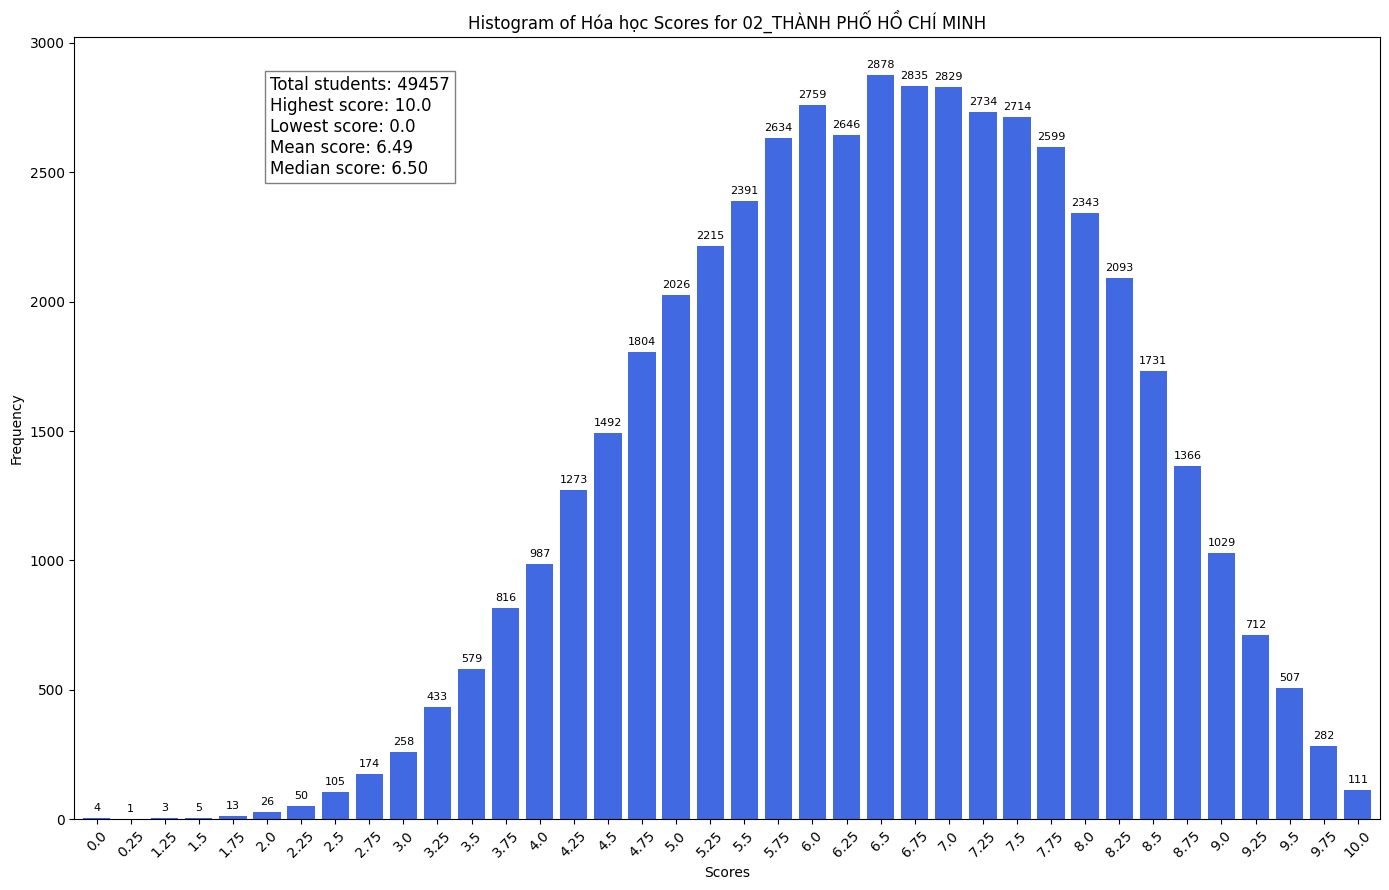 Histogram of Hóa học Scores for 02_THÀNH PHỐ HỒ CHÍ MINH
Total students: 49457
Highest score: 10.0
Lowest score: 0.0
Mean score: 6.49
Median score: 6.50
Frequency
3000
2500
2000
1500
1000
500
0
4 1 3 5 13 26 50 105 174 258 433 579 816 987 1273 1492 1804 2026 2215 2391 2634 2759 2646 2878 2835 2829 2734 2714 2599 2343 2093 1731 1366 1029 712 507 282 111
0.0 0.25 1.25 1.5 1.75 2.0 2.25 2.5 2.75 3.0 3.25 3.5 3.75 4.0 4.25 4.5 4.75 5.0 5.25 5.5 5.75 6.0 6.25 6.5 6.75 7.0 7.25 7.5 7.75 8.0 8.25 8.5 8.75 9.0 9.25 9.5 9.75 10.0
Scores